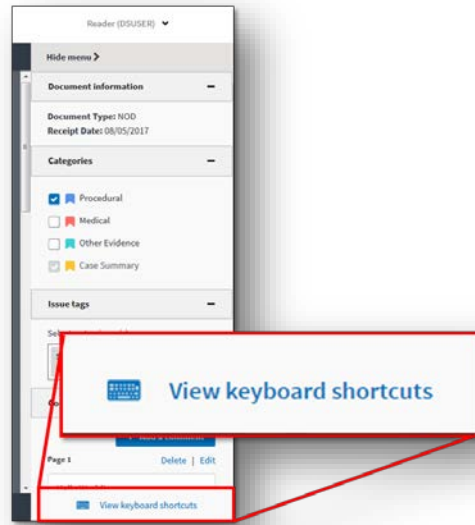 Reader (DSUSER)
Hide menu
Document information
Document Type: NOD
Receipt Date: 08/05/2017
Categories
Procedural
Medical
Other Evidence
Case Summary
Issue tags
View keyboard shortcuts
Page 1 Delete | Edit
View keyboard shortcuts